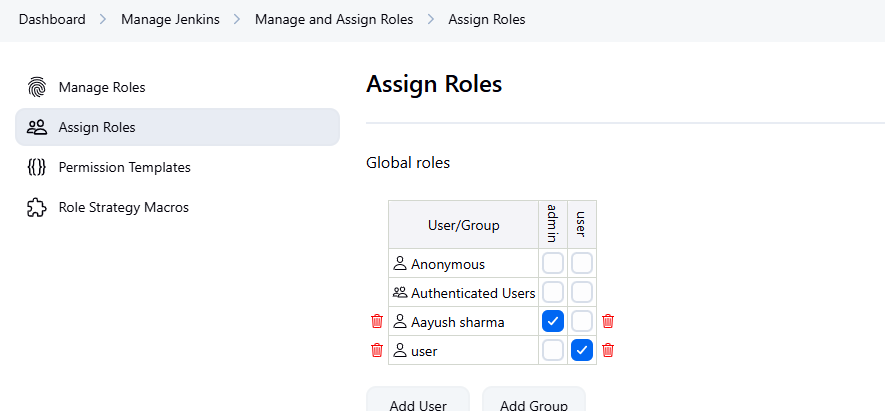 Dashboard > Manage Jenkins > Manage and Assign Roles > Assign Roles
Manage Roles
Assign Roles
Permission Templates
Role Strategy Macros
Assign Roles
Global roles
User/Group admin user
Anonymous
Authenticated Users
Aayush sharma
user
Add User Add Group